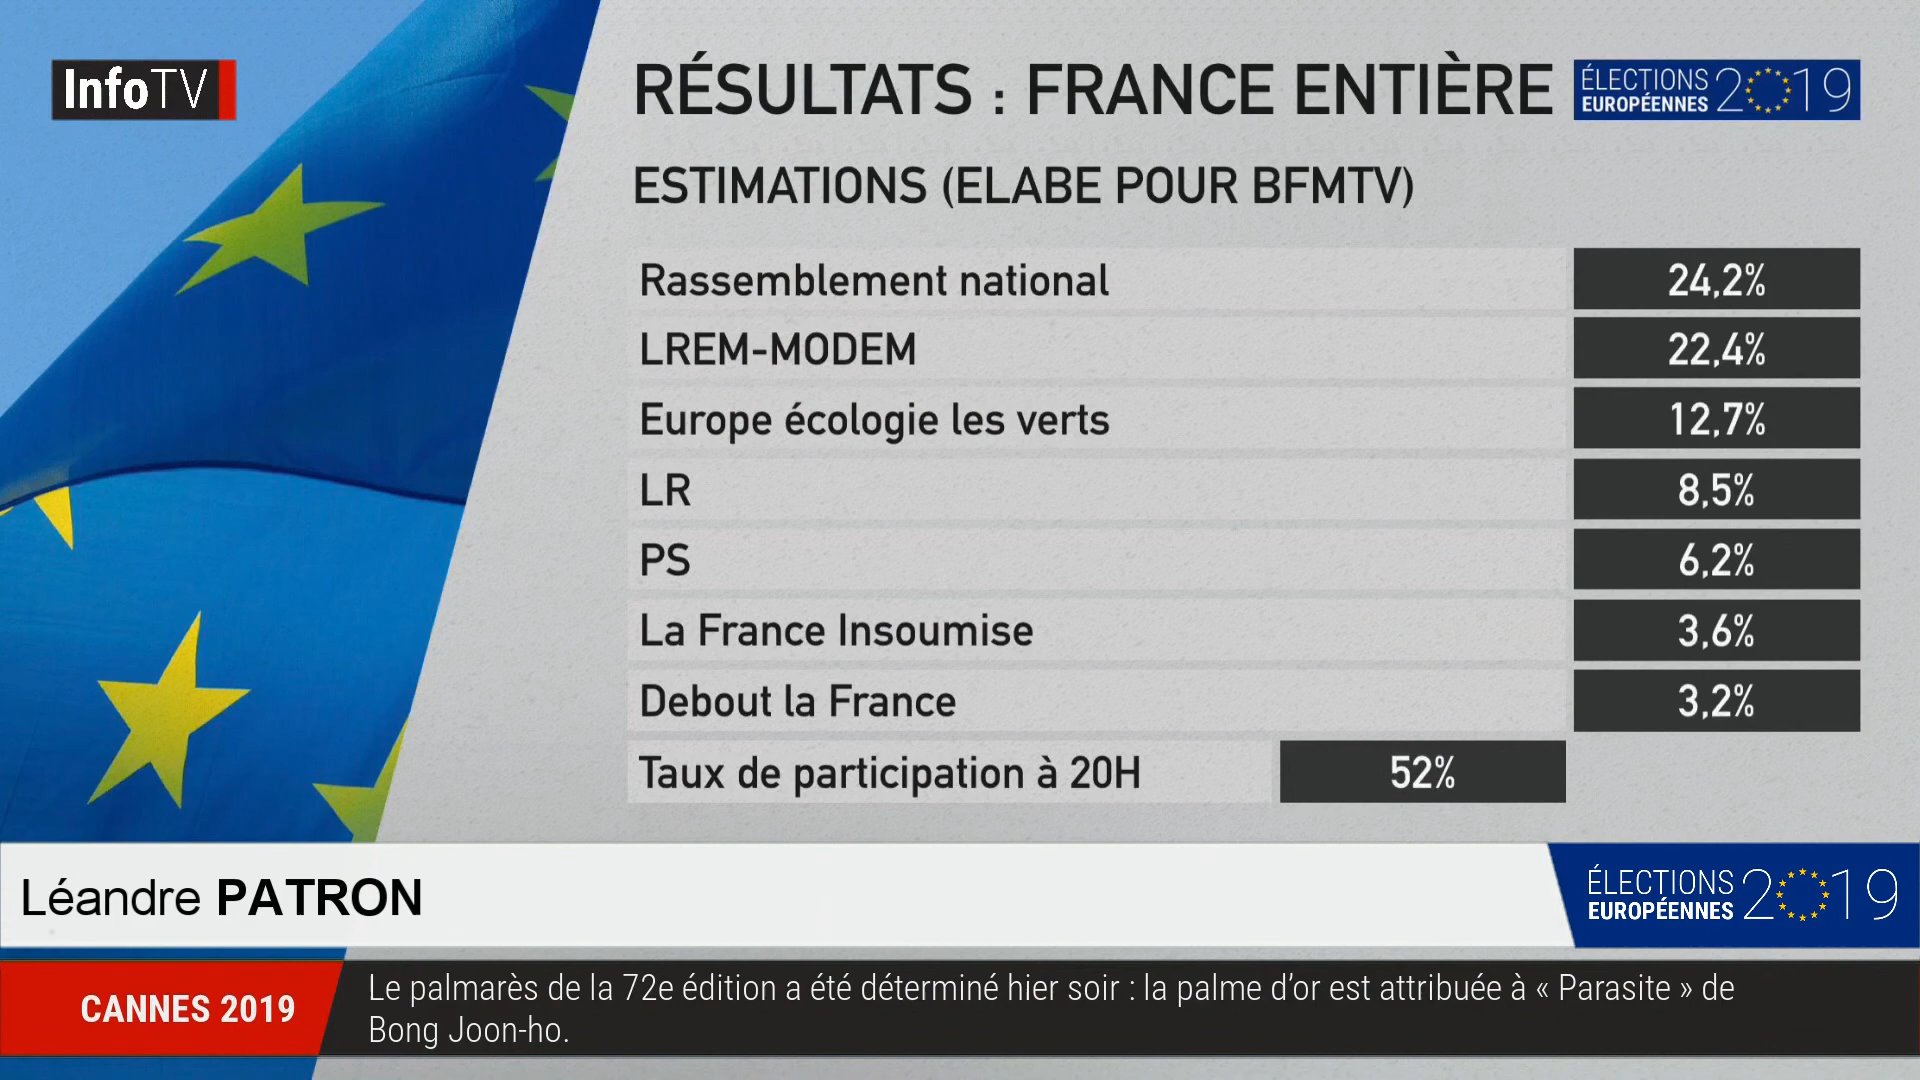 InfoTV
RÉSULTATS : FRANCE ENTIÈRE
ÉLECTIONS
EUROPÉENNES 2019
ESTIMATIONS (ELABE POUR BFMTV)
Rassemblement national 24,2%
LREM-MODEM 22,4%
Europe écologie les verts 12,7%
LR 8,5%
PS 6,2%
La France Insoumise 3,6%
Debout la France 3,2%
Taux de participation à 20H 52%
Léandre PATRON
ÉLECTIONS
EUROPÉENNES 2019
CANNES 2019
Le palmarès de la 72e édition a été déterminé hier soir : la palme d’or est attribuée à « Parasite » de
Bong Joon-ho.